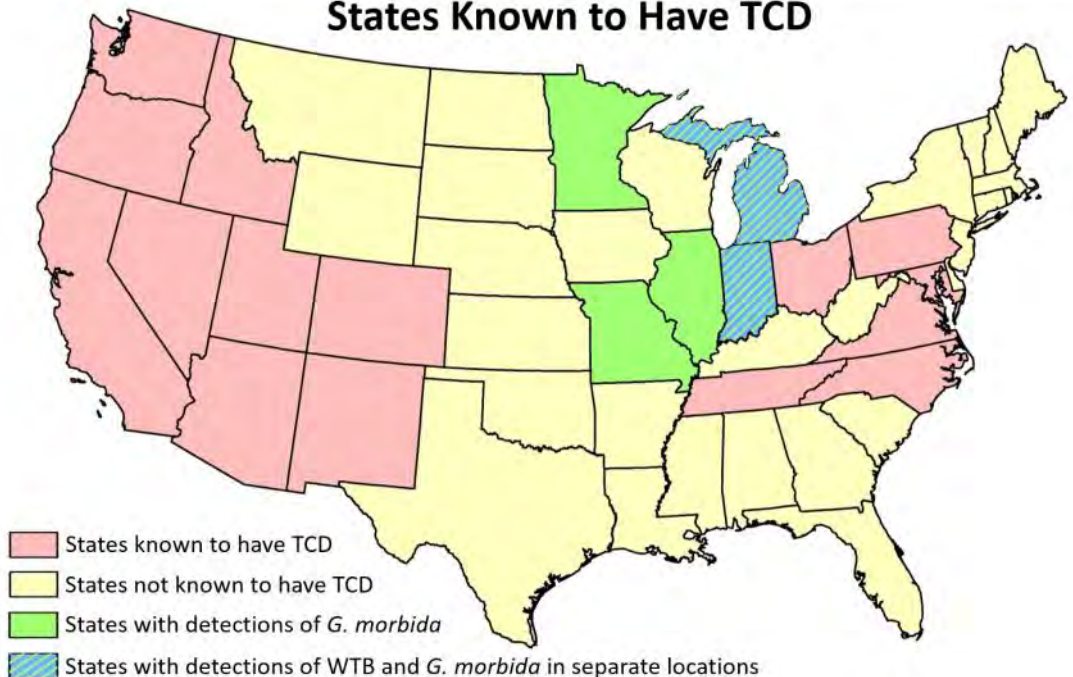 States Known to Have TCD
States known to have TCD
States not known to have TCD
States with detections of G. morbida
States with detections of WTB and G. morbida in separate locations